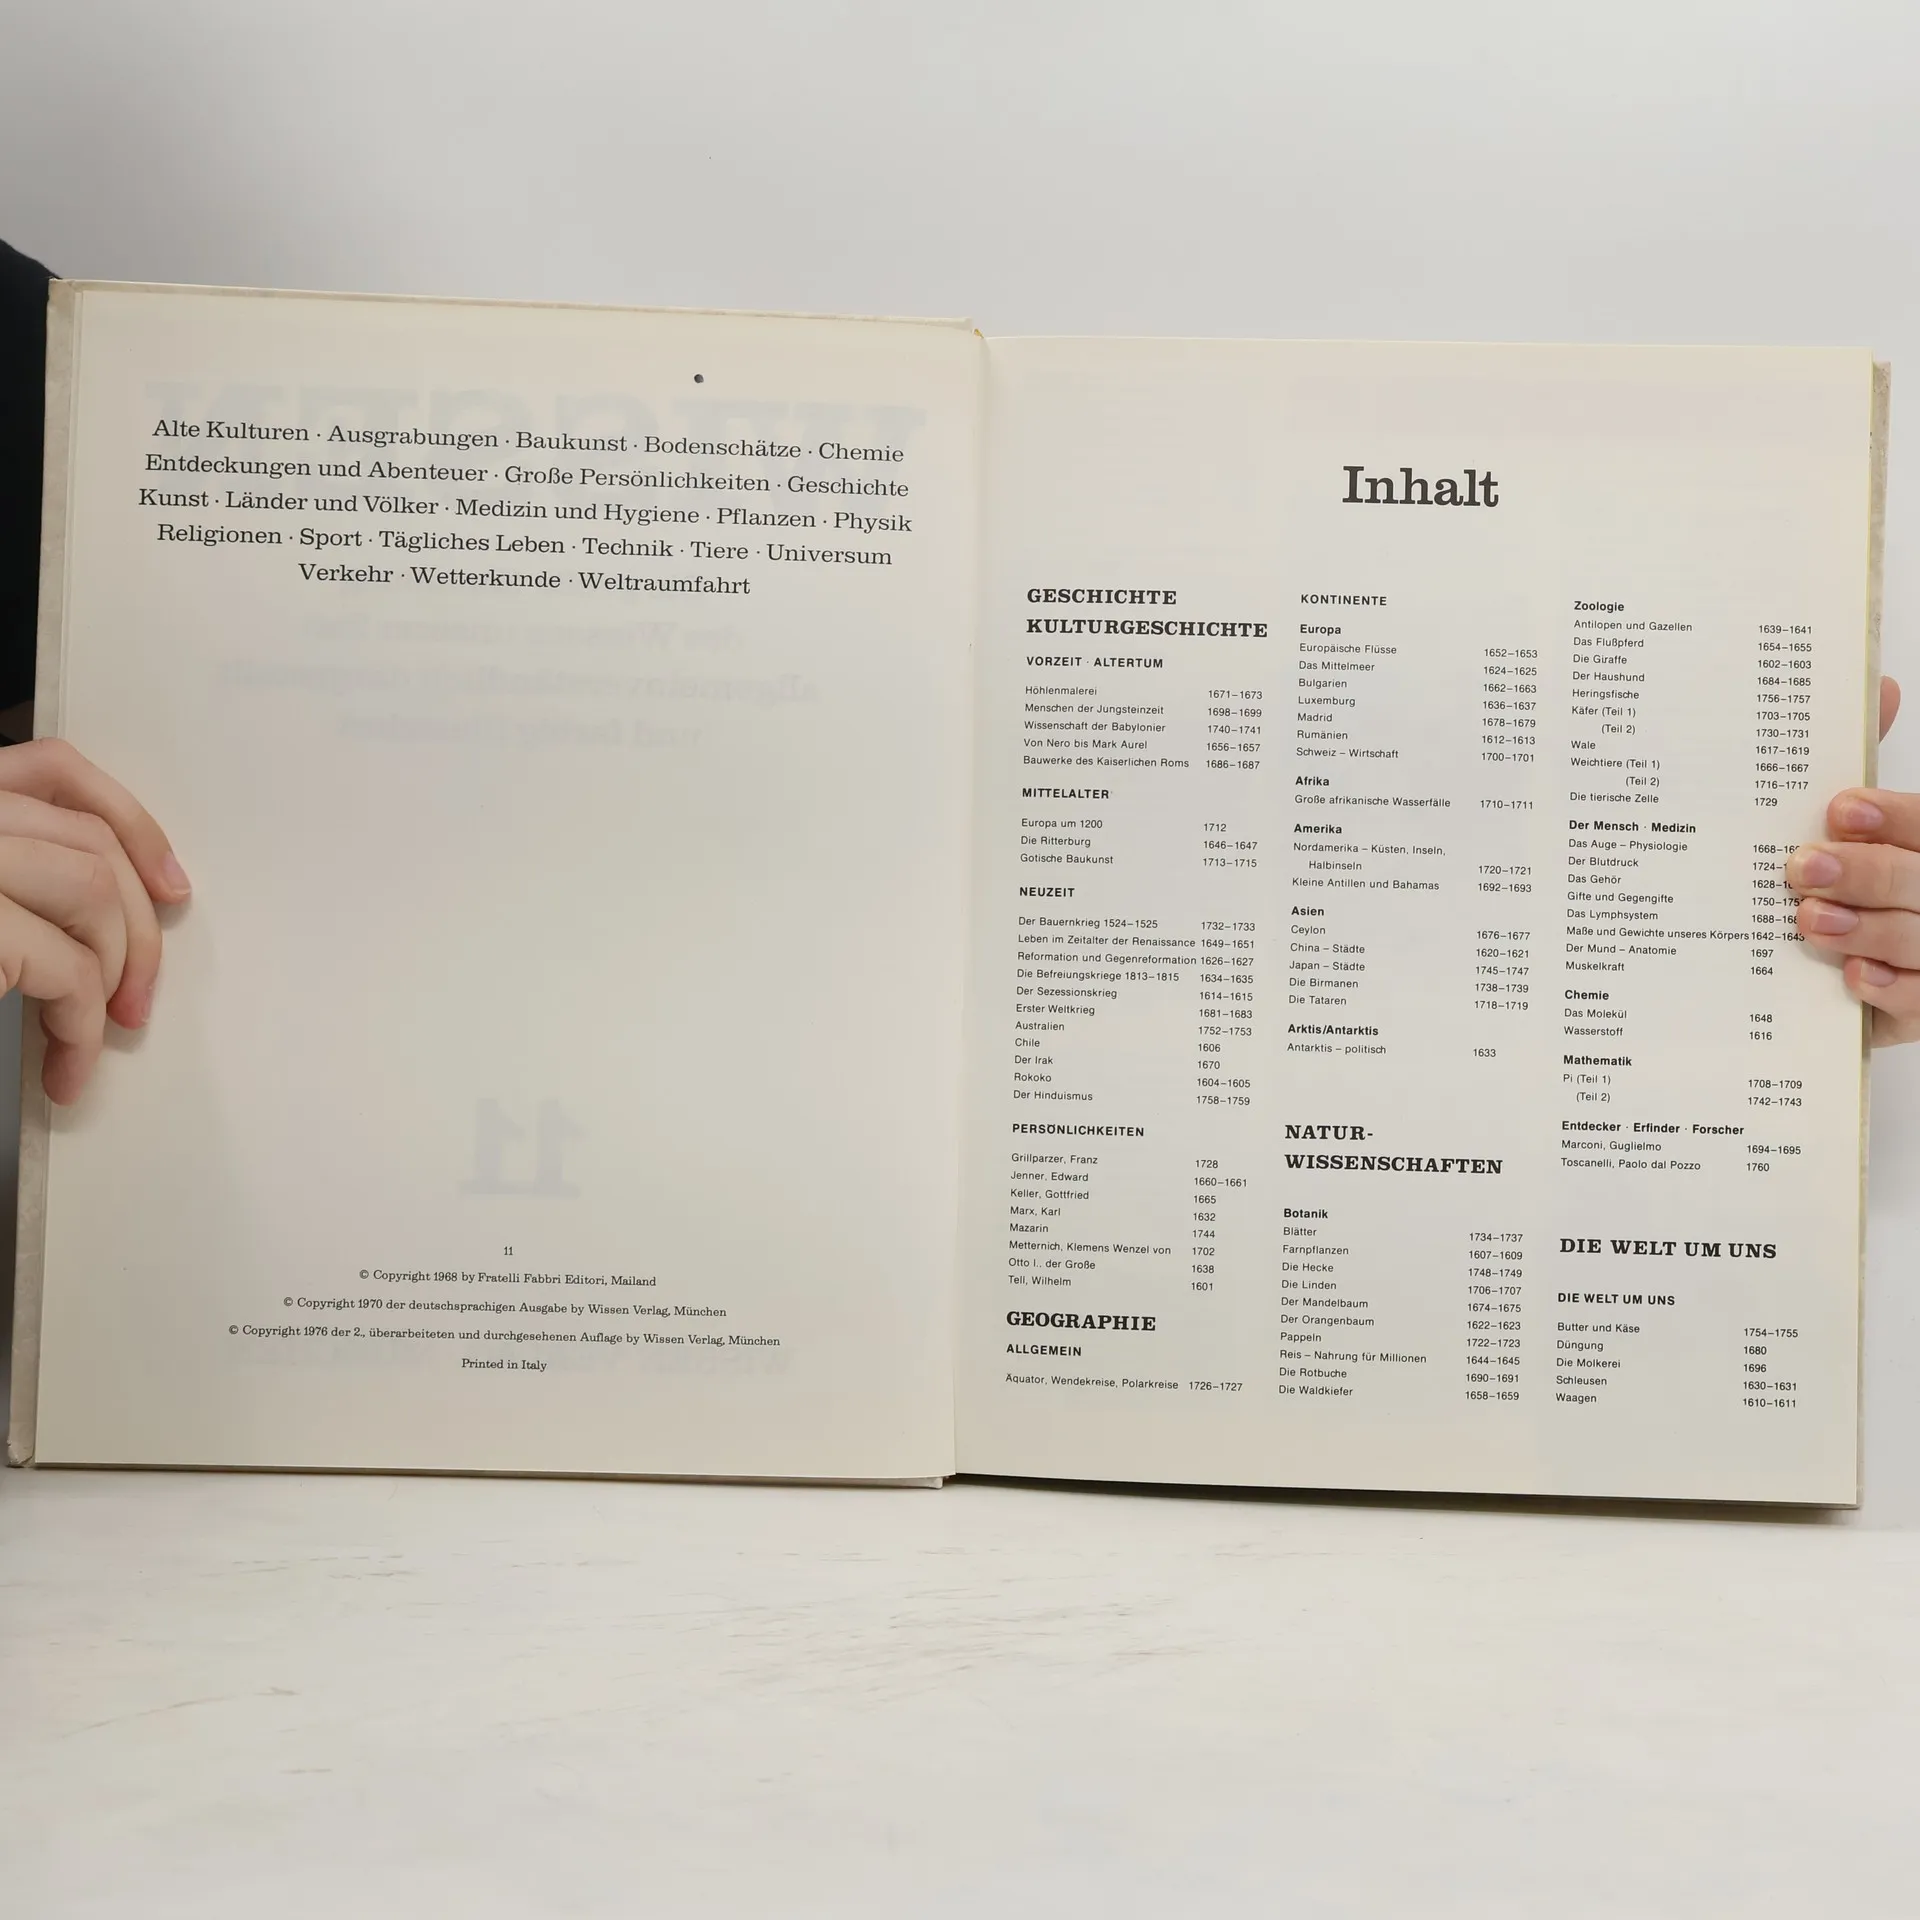 Alte Kulturen · Ausgrabungen · Baukunst · Bodenschätze · Chemie
Entdeckungen und Abenteuer · Große Persönlichkeiten · Geschichte
Kunst · Länder und Völker · Medizin und Hygiene · Pflanzen · Physik
Religionen · Sport · Tägliches Leben · Technik · Tiere · Universum
Verkehr · Wetterkunde · Weltraumfahrt
11
© Copyright 1968 by Fratelli Fabbri Editori, Mailand
© Copyright 1970 der deutschsprachigen Ausgabe by Wissen Verlag, München
© Copyright 1976 der 2., überarbeiteten und durchgesehenen Auflage by Wissen Verlag, München
Printed in Italy
Inhalt
GESCHICHTE
KULTURGESCHICHTE
VORZEIT · ALTERTUM
Höhlenmalerei 1671–1673
Menschen der Jungsteinzeit 1698–1699
Wissenschaft der Babylonier 1740–1741
Von Nero bis Mark Aurel 1656–1657
Bauwerke des Kaiserlichen Roms 1686–1687
MITTELALTER
Europa um 1200 1712
Die Ritterburg 1646–1647
Gotische Baukunst 1713–1715
NEUZEIT
Der Bauernkrieg 1524–1525 1732–1733
Leben im Zeitalter der Renaissance 1649–1651
Reformation und Gegenreformation 1626–1627
Die Befreiungskriege 1813–1815 1634–1635
Der Sezessionskrieg 1614–1615
Erster Weltkrieg 1681–1683
Australien 1752–1753
Chile 1606
Der Irak 1670
Rokoko 1604–1605
Der Hinduismus 1758–1759
PERSÖNLICHKEITEN
Grillparzer, Franz 1728
Jenner, Edward 1660–1661
Keller, Gottfried 1665
Marx, Karl 1632
Mazarin 1744
Metternich, Klemens Wenzel von 1702
Otto I., der Große 1638
Tell, Wilhelm 1601
GEOGRAPHIE
ALLGEMEIN
Äquator, Wendekreise, Polarkreise 1726–1727
KONTINENTE
Europa
Europäische Flüsse 1652–1653
Das Mittelmeer 1624–1625
Bulgarien 1662–1663
Luxemburg 1636–1637
Madrid 1678–1679
Rumänien 1612–1613
Schweiz – Wirtschaft 1700–1701
Afrika
Große afrikanische Wasserfälle 1710–1711
Amerika
Nordamerika – Küsten, Inseln,
Halbinseln 1720–1721
Kleine Antillen und Bahamas 1692–1693
Asien
Ceylon 1676–1677
China – Städte 1620–1621
Japan – Städte 1745–1747
Die Birmanen 1738–1739
Die Tataren 1718–1719
Arktis/Antarktis
Antarktis – politisch 1633
NATUR-
WISSENSCHAFTEN
Botanik
Blätter 1734–1737
Farnpflanzen 1607–1609
Die Hecke 1748–1749
Die Linden 1706–1707
Der Mandelbaum 1674–1675
Der Orangenbaum 1622–1623
Pappeln 1722–1723
Reis – Nahrung für Millionen 1644–1645
Die Rotbuche 1690–1691
Die Waldkiefer 1658–1659
Zoologie
Antilopen und Gazellen 1639–1641
Das Flußpferd 1654–1655
Die Giraffe 1602–1603
Der Haushund 1684–1685
Heringsfische 1756–1757
Käfer (Teil 1) 1703–1705
(Teil 2) 1730–1731
Wale 1617–1619
Weichtiere (Teil 1) 1666–1667
(Teil 2) 1716–1717
Die tierische Zelle 1729
Der Mensch · Medizin
Das Auge – Physiologie 1668–
Der Blutdruck 1724–
Das Gehör 1628–
Gifte und Gegengifte 1750–
Das Lymphsystem 1688–
Maße und Gewichte unseres Körpers 1642–1643
Der Mund – Anatomie 1697
Muskelkraft 1664
Chemie
Das Molekül 1648
Wasserstoff 1616
Mathematik
Pi (Teil 1) 1708–1709
(Teil 2) 1742–1743
Entdecker · Erfinder · Forscher
Marconi, Guglielmo 1694–1695
Toscanelli, Paolo dal Pozzo 1760
DIE WELT UM UNS
DIE WELT UM UNS
Butter und Käse 1754–1755
Düngung 1680
Die Molkerei 1696
Schleusen 1630–1631
Waagen 1610–1611